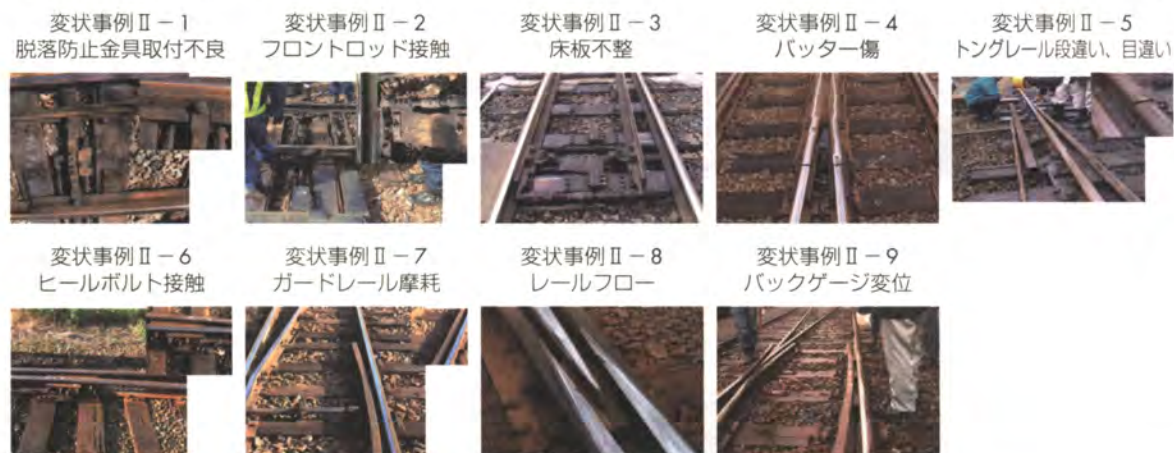 変状事例Ⅱ－1
脱落防止金具取付不良
変状事例Ⅱ－2
フロントロッド接触
変状事例Ⅱ－3
床板不整
変状事例Ⅱ－4
バッター傷
変状事例Ⅱ－5
トングレール段違い、目違い
変状事例Ⅱ－6
ヒールボルト接触
変状事例Ⅱ－7
ガードレール摩耗
変状事例Ⅱ－8
レールフロー
変状事例Ⅱ－9
バックゲージ変位